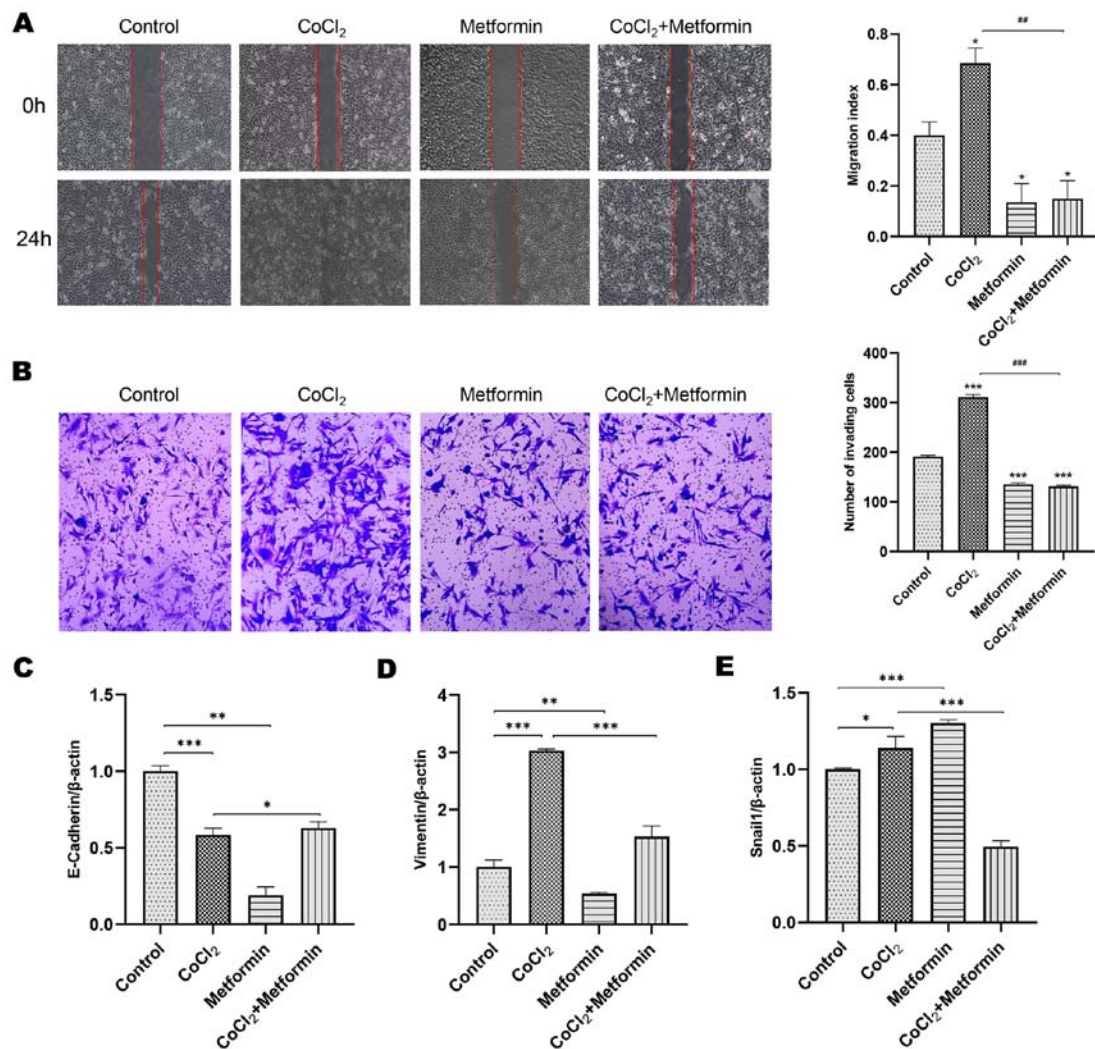 A
Control CoCl₂ Metformin CoCl₂+Metformin
0h
24h
Migration index
0.8
0.6
0.4
0.2
0.0
*
*
*
##
Control
CoCl₂
Metformin
CoCl₂+Metformin
B
Control CoCl₂ Metformin CoCl₂+Metformin
Number of invading cells
400
300
200
100
0
***
***
***
###
Control
CoCl₂
Metformin
CoCl₂+Metformin
C
E-Cadherin/β-actin
1.5
1.0
0.5
0.0
**
***
*
Control
CoCl₂
Metformin
CoCl₂+Metformin
D
Vimentin/β-actin
4
3
2
1
0
**
***
***
Control
CoCl₂
Metformin
CoCl₂+Metformin
E
Snail1/β-actin
1.5
1.0
0.5
0.0
***
*
***
Control
CoCl₂
Metformin
CoCl₂+Metformin